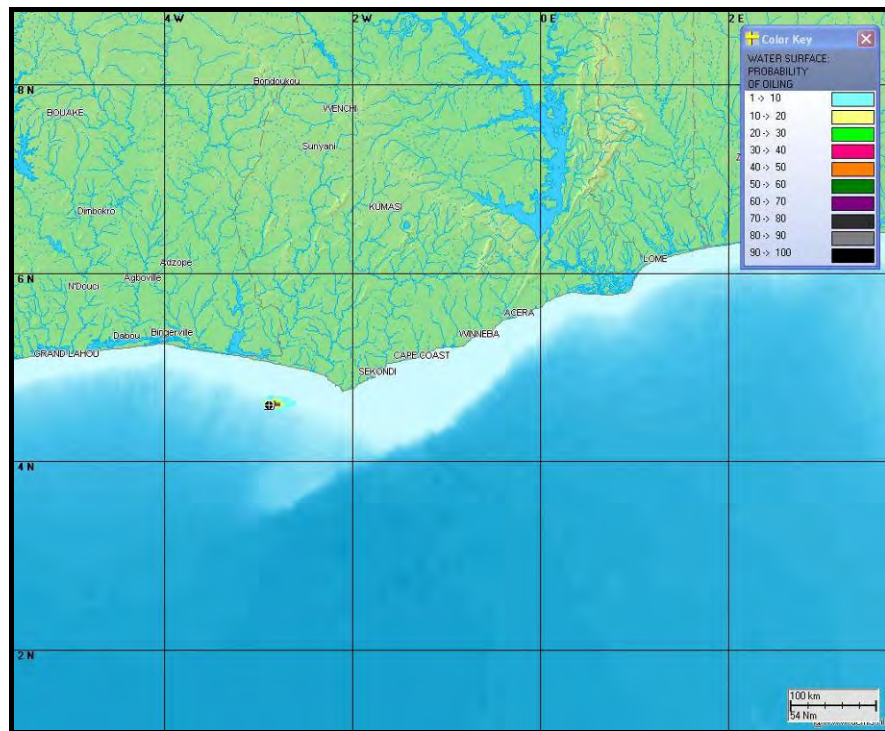 4 W
2 W
0 E
2 E
Color Key
WATER SURFACE:
PROBABILITY
OF OILING
1 -> 10
10 -> 20
20 -> 30
30 -> 40
40 -> 50
50 -> 60
60 -> 70
70 -> 80
80 -> 90
90 -> 100
8 N
Bondoukou
BOUAKE
WENCHI
Sunyani
Dimbokro
KUMASI
6 N
Adzope
Agboville
N'Douci
LOME
Dabou
Bingerville
ACERA
WINNEBA
GRAND LAHOU
CAPE COAST
SEKONDI
4 N
2 N
100 km
54 Nm